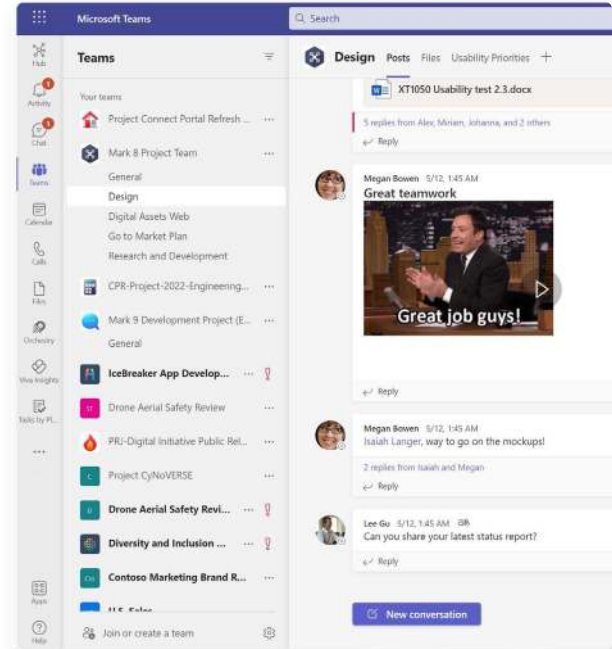 Microsoft Teams
Search
Hub
Activity
Chat
Teams
Calendar
Calls
Files
Orchestry
Viva Insights
Tasks by Pl...
Apps
Help
Teams
Your teams
Project Connect Portal Refresh ...
Mark 8 Project Team
General
Design
Digital Assets Web
Go to Market Plan
Research and Development
CPR-Project-2022-Engineering...
Mark 9 Development Project (E...
General
IceBreaker App Develop...
Drone Aerial Safety Review
PRJ-Digital Initiative Public Rel...
C
Project CyNoVERSE
D
Drone Aerial Safety Revi...
Diversity and Inclusion ...
Contoso Marketing Brand R...
U.S. Sales
Join or create a team
Design Posts Files Usability Priorities
XT1050 Usability test 2.3.docx
5 replies from Alex, Miriam, Johanna, and 2 others
Reply
Megan Bowen 5/12, 1:45 AM
Great teamwork
Great job guys!
Reply
Megan Bowen 5/12, 1:45 AM
Isaiah Langer, way to go on the mockups!
2 replies from Isaiah and Megan
Reply
Lee Gu 5/12, 1:45 AM
Can you share your latest status report?
Reply
New conversation